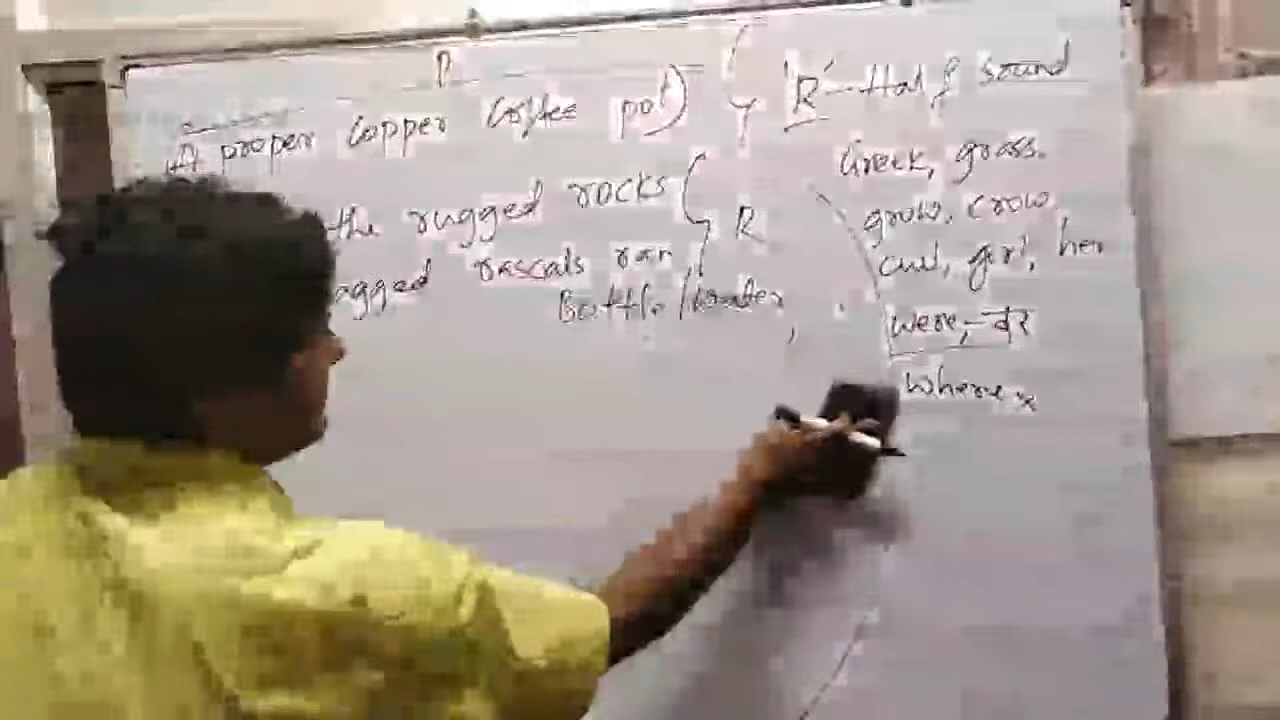 A proper copper coffee pot)
the rugged rocks
agged rascals ran
R
Bottle/
'R' - Half sound
Greek, grass.
grow, crow,
curl, girl, her
were, - वर
where x